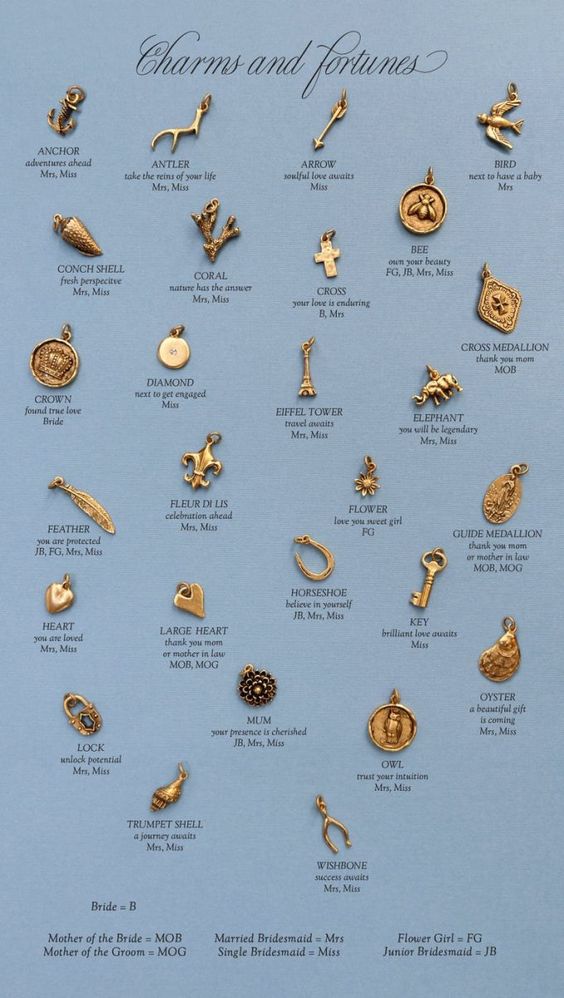 Charms and fortunes
ANCHOR
adventures ahead
Mrs, Miss
ANTLER
take the reins of your life
Mrs, Miss
ARROW
soulful love awaits
Miss
BIRD
next to have a baby
Mrs
BEE
own your beauty
FG, JB, Mrs, Miss
CONCH SHELL
fresh perspecitve
Mrs, Miss
CORAL
nature has the answer
Mrs, Miss
CROSS
your love is enduring
B, Mrs
CROSS MEDALLION
thank you mom
MOB
CROWN
found true love
Bride
DIAMOND
next to get engaged
Miss
EIFFEL TOWER
travel awaits
Mrs, Miss
ELEPHANT
you will be legendary
Mrs, Miss
FEATHER
you are protected
JB, FG, Mrs, Miss
FLEUR DI LIS
celebration ahead
Mrs, Miss
FLOWER
love you sweet girl
FG
GUIDE MEDALLION
thank you mom
or mother in law
MOB, MOG
HEART
you are loved
Mrs, Miss
LARGE HEART
thank you mom
or mother in law
MOB, MOG
HORSESHOE
believe in yourself
JB, Mrs, Miss
KEY
brilliant love awaits
Miss
OYSTER
a beautiful gift
is coming
Mrs, Miss
LOCK
unlock potential
Mrs, Miss
MUM
your presence is cherished
JB, Mrs, Miss
OWL
trust your intuition
Mrs, Miss
TRUMPET SHELL
a journey awaits
Mrs, Miss
WISHBONE
success awaits
Mrs, Miss
Bride = B
Mother of the Bride = MOB
Mother of the Groom = MOG
Married Bridesmaid = Mrs
Single Bridesmaid = Miss
Flower Girl = FG
Junior Bridesmaid = JB